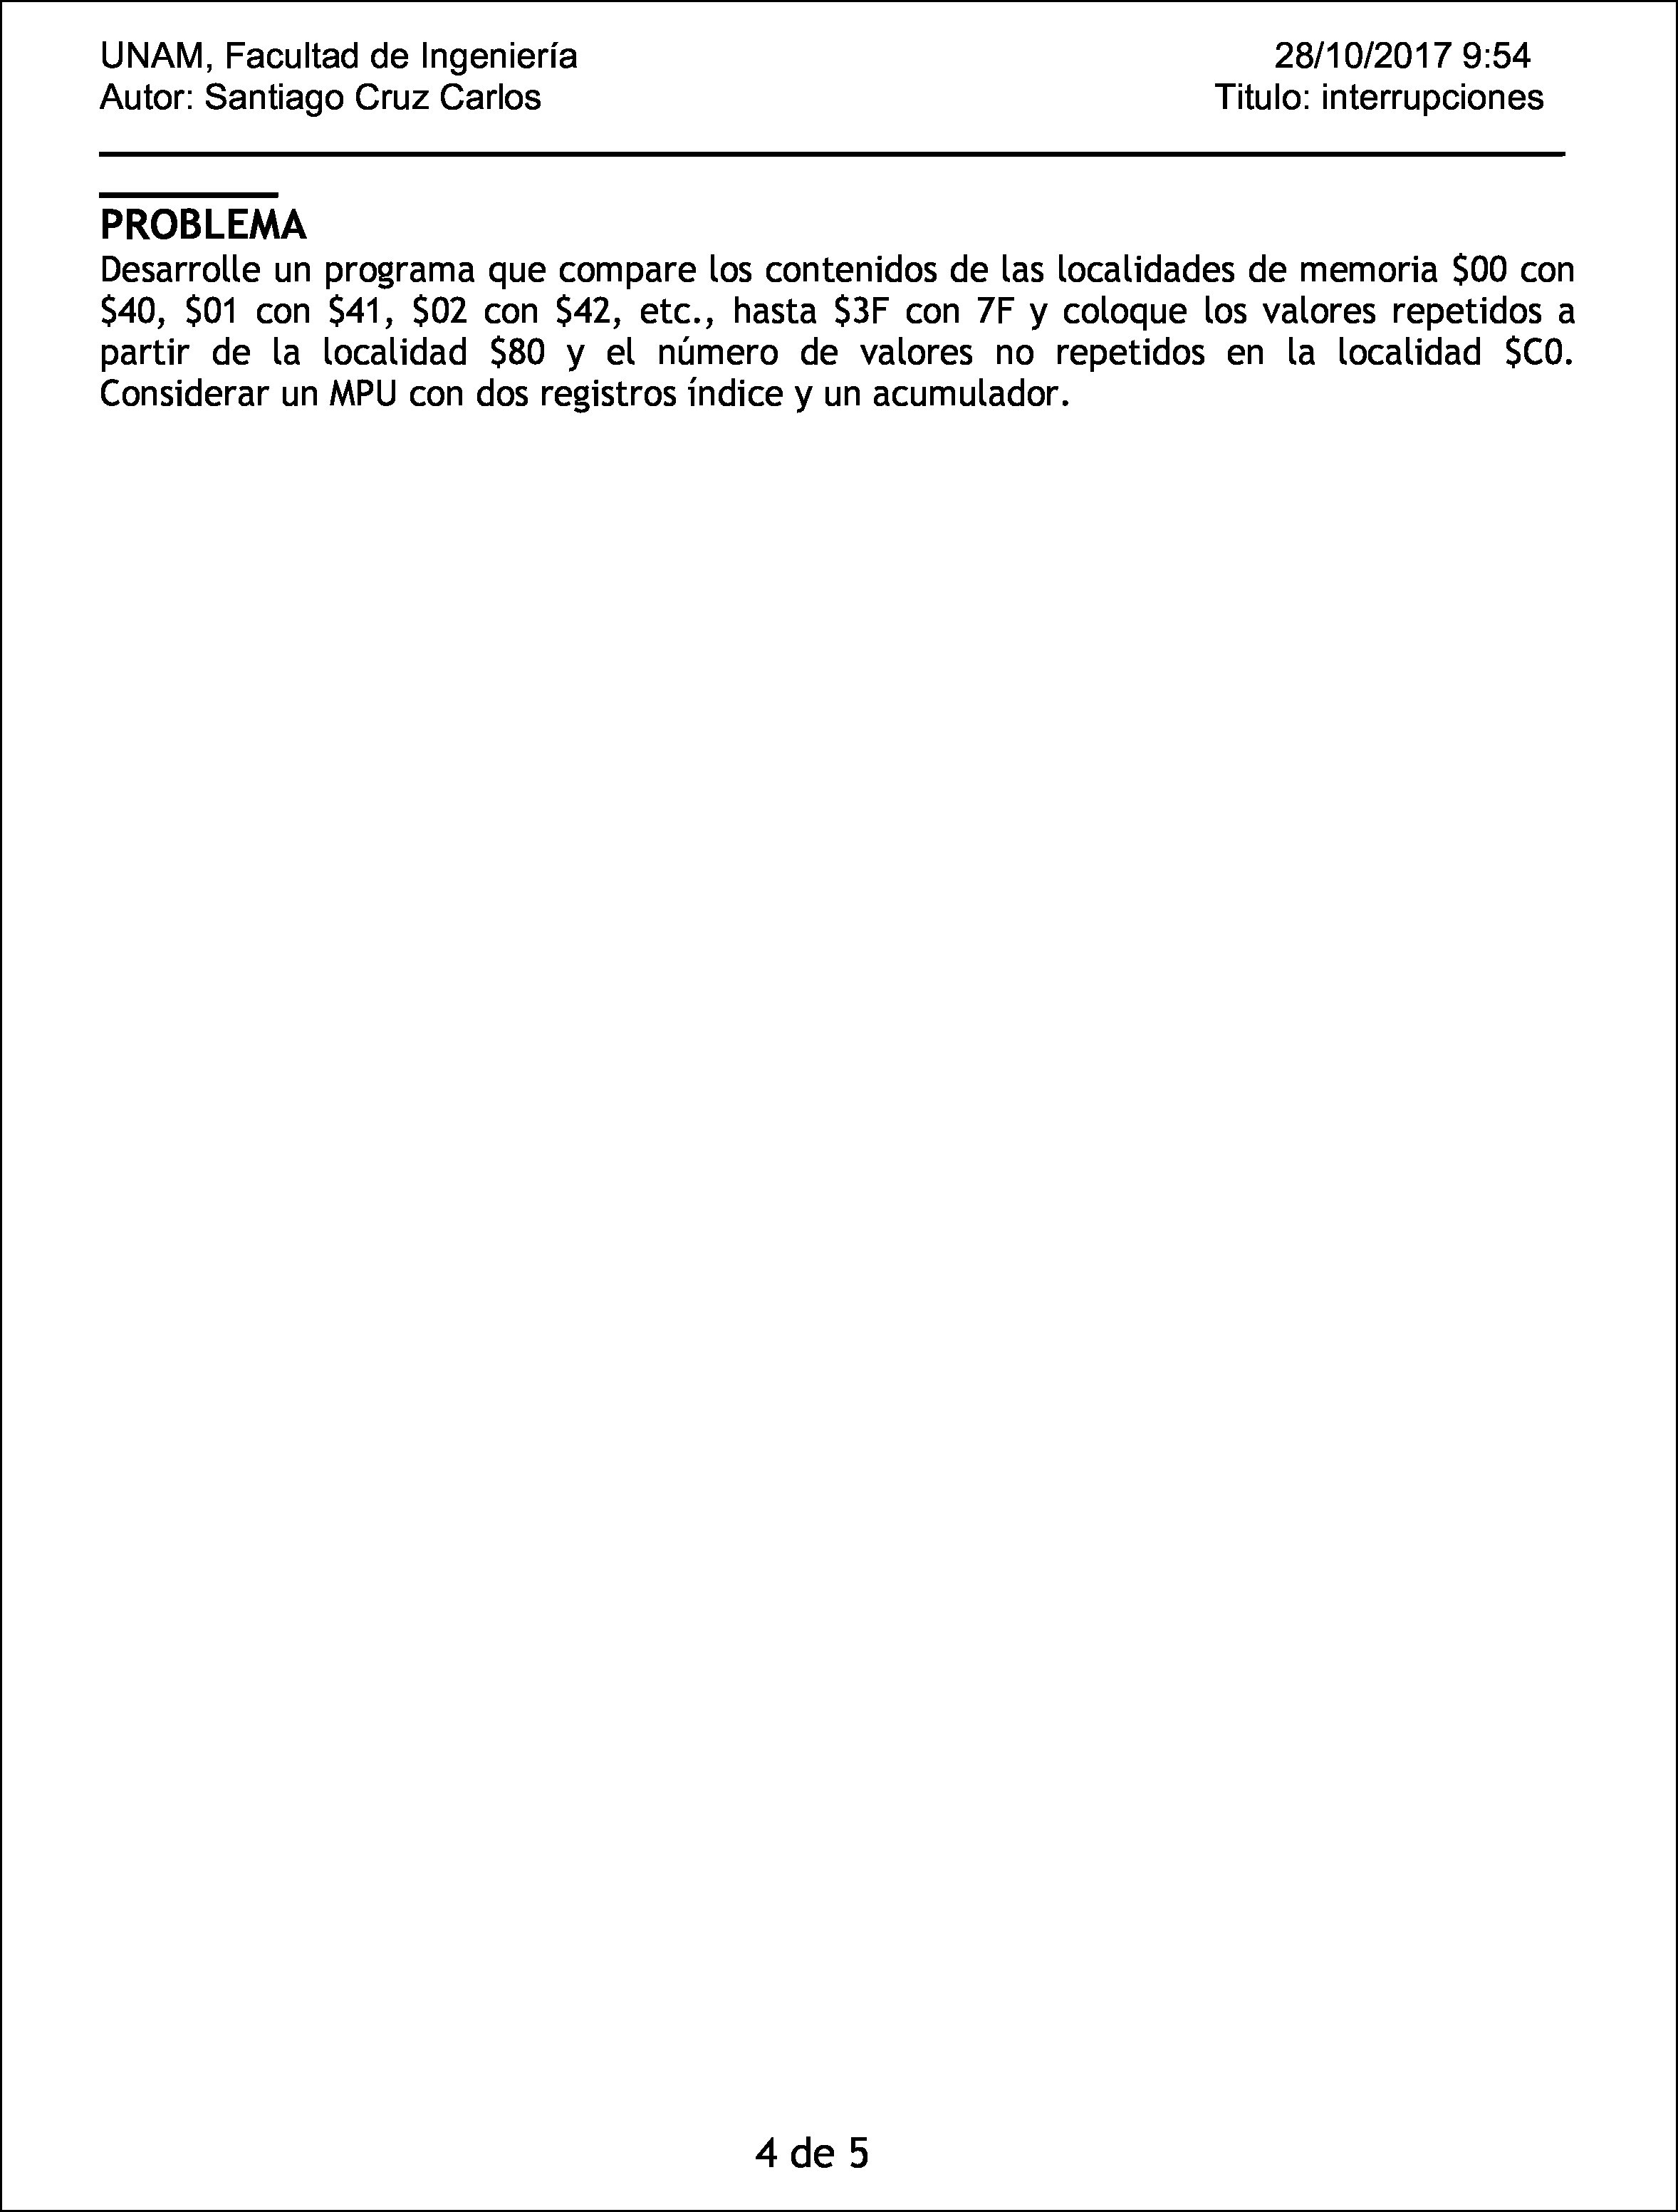 UNAM, Facultad de Ingeniería 28/10/2017 9:54
Autor: Santiago Cruz Carlos Titulo: interrupciones
PROBLEMA
Desarrolle un programa que compare los contenidos de las localidades de memoria $00 con
$40, $01 con $41, $02 con $42, etc., hasta $3F con 7F y coloque los valores repetidos a
partir de la localidad $80 y el número de valores no repetidos en la localidad $C0.
Considerar un MPU con dos registros índice y un acumulador.
4 de 5